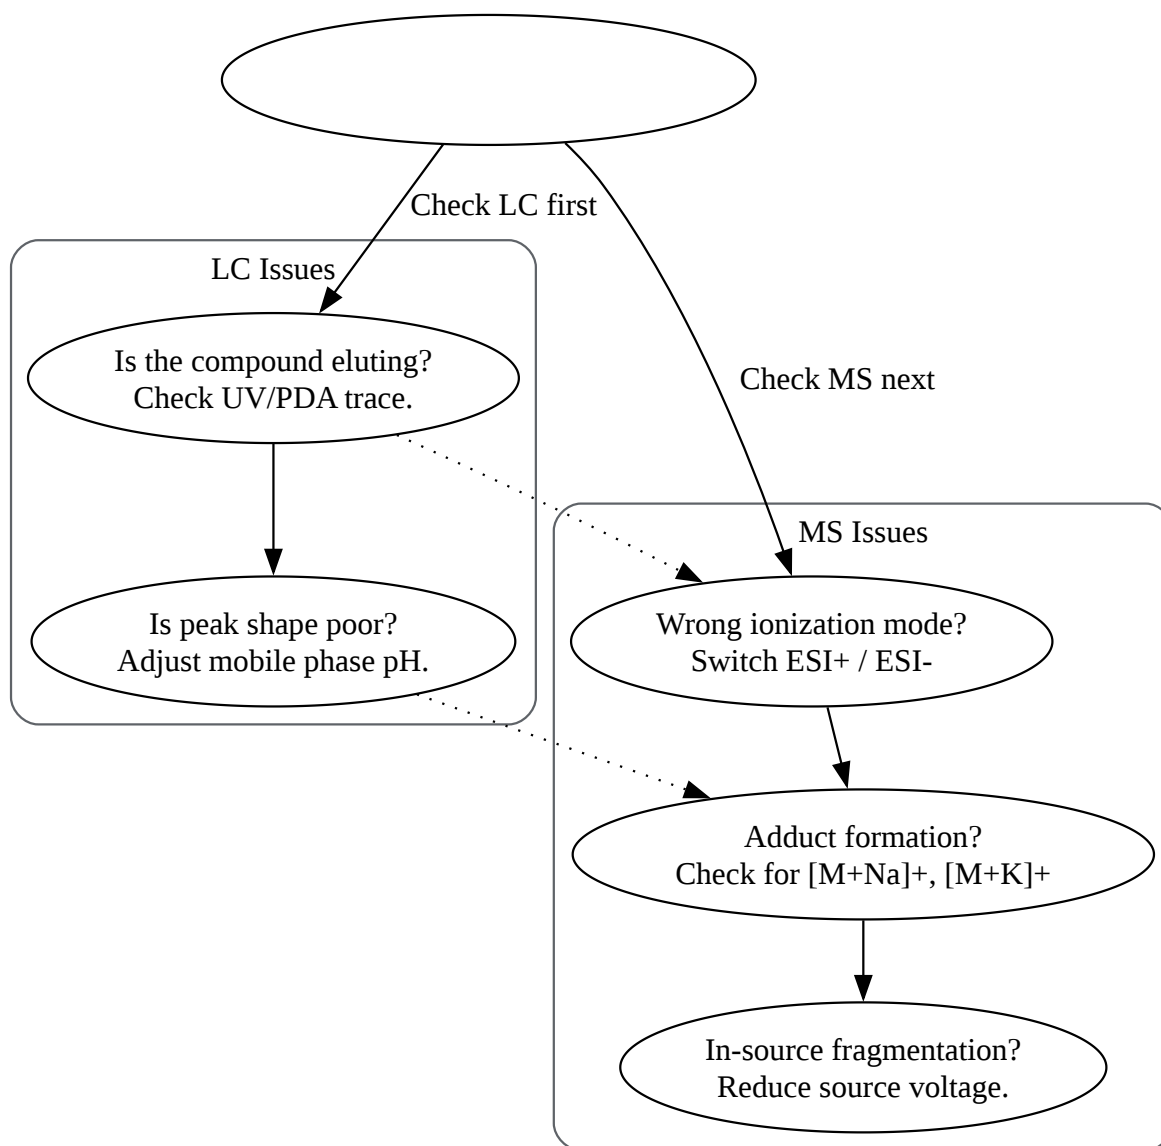 Check LC first
LC Issues
Is the compound eluting?
Check UV/PDA trace.
Check MS next
MS Issues
Is peak shape poor?
Adjust mobile phase pH.
Wrong ionization mode?
Switch ESI+ / ESI-
Adduct formation?
Check for [M+Na]+, [M+K]+
In-source fragmentation?
Reduce source voltage.